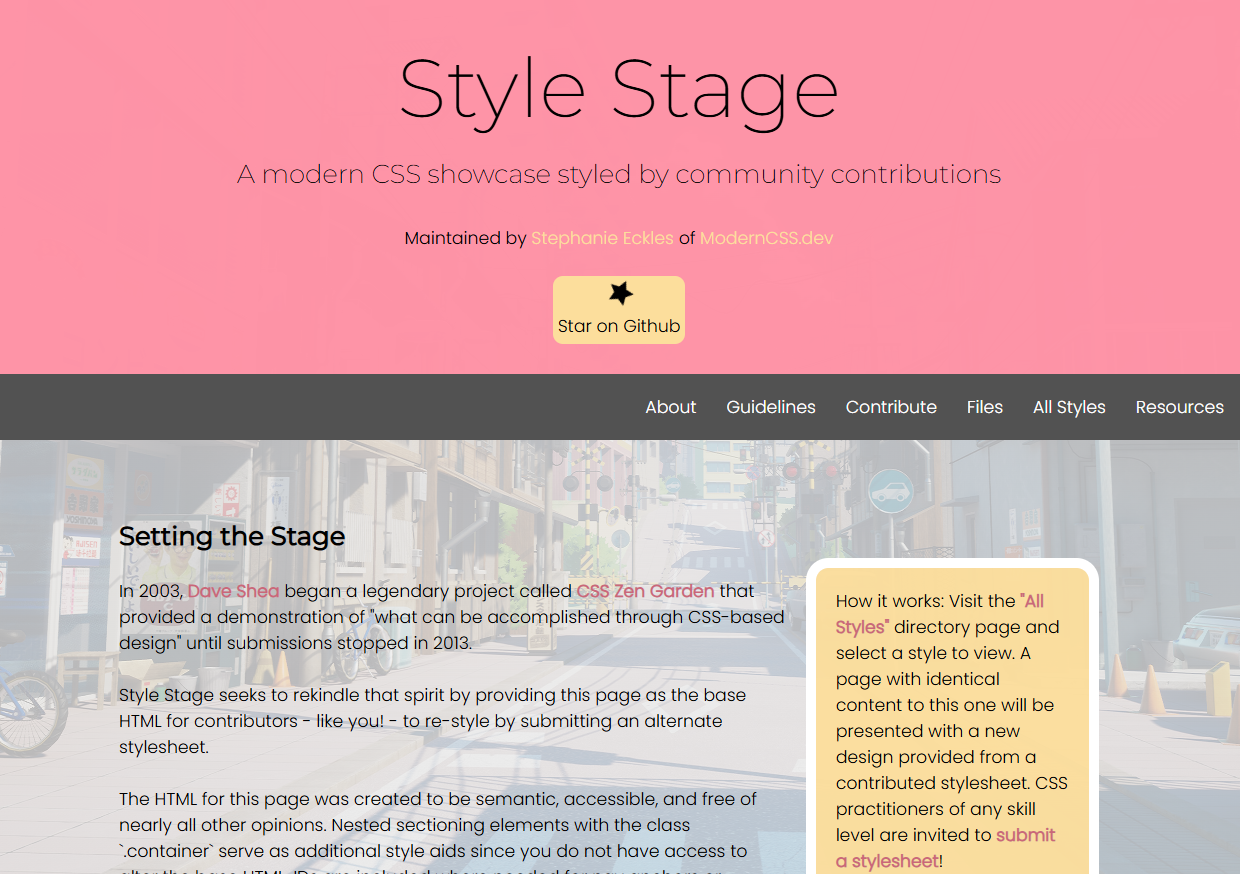 Style Stage
A modern CSS showcase styled by community contributions
Maintained by Stephanie Eckles of ModernCSS.dev
Star on Github
About Guidelines Contribute Files All Styles Resources
Setting the Stage
In 2003, Dave Shea began a legendary project called CSS Zen Garden that
provided a demonstration of "what can be accomplished through CSS-based
design" until submissions stopped in 2013.
Style Stage seeks to rekindle that spirit by providing this page as the base
HTML for contributors - like you! - to re-style by submitting an alternate
stylesheet.
The HTML for this page was created to be semantic, accessible, and free of
nearly all other opinions. Nested sectioning elements with the class
`.container` serve as additional style aids since you do not have access to
How it works: Visit the "All
Styles" directory page and
select a style to view. A
page with identical
content to this one will be
presented with a new
design provided from a
contributed stylesheet. CSS
practitioners of any skill
level are invited to submit
a stylesheet!